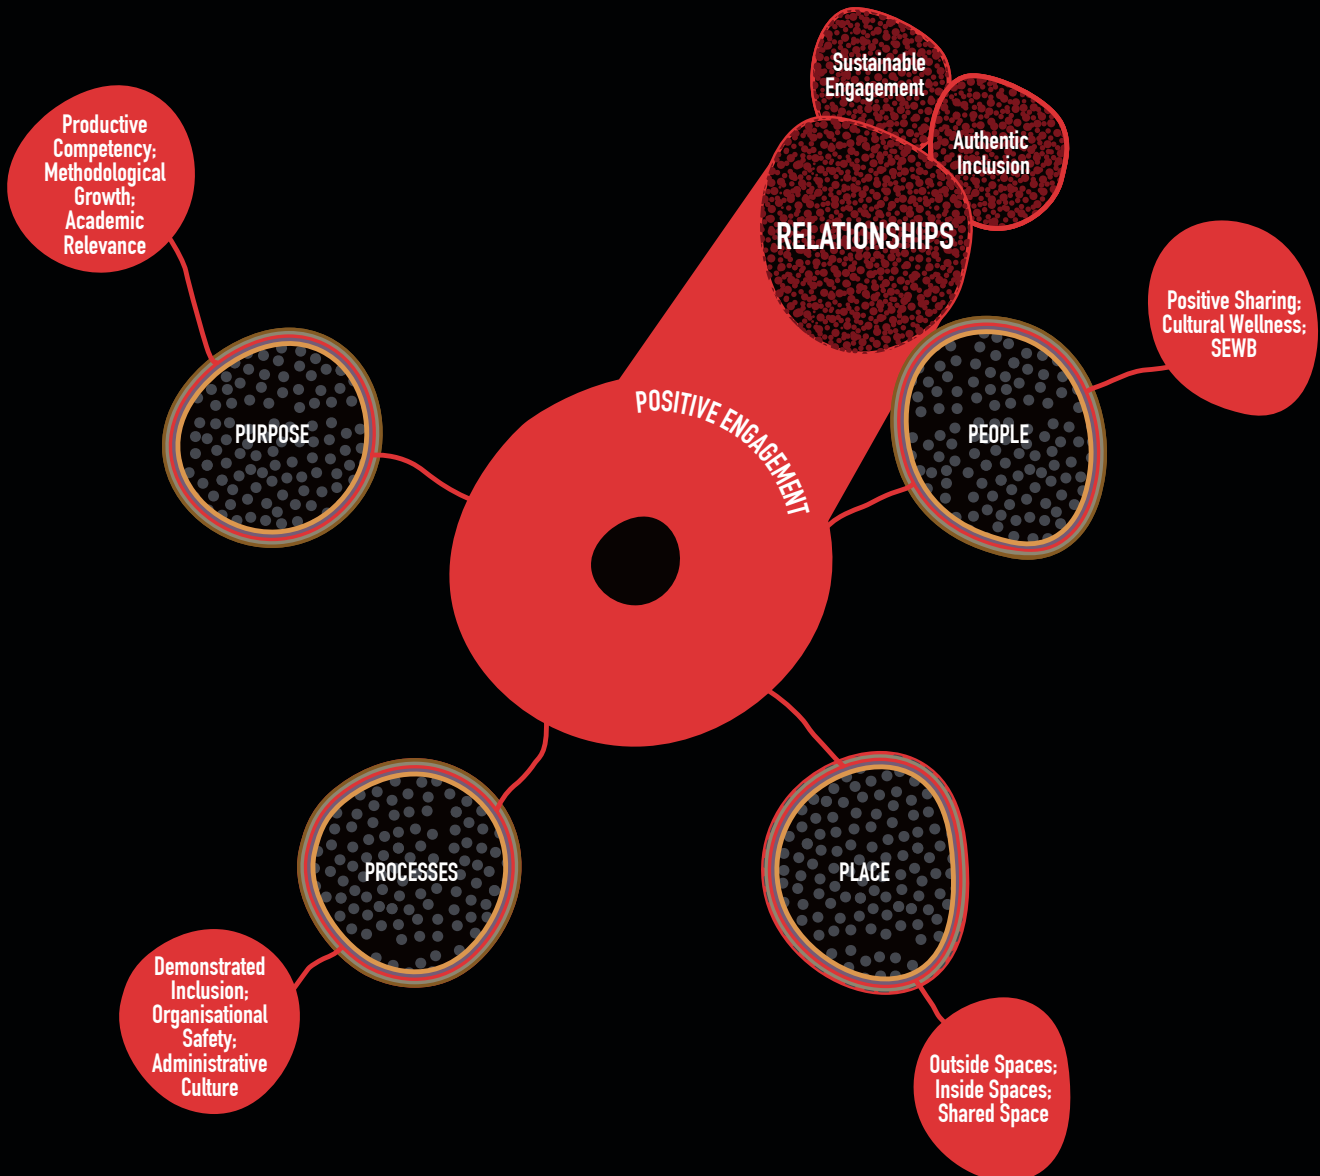 Sustainable
Engagement
Authentic
Inclusion
RELATIONSHIPS
Productive
Competency;
Methodological
Growth;
Academic
Relevance
Positive Sharing;
Cultural Wellness;
SEWB
POSITIVE ENGAGEMENT
PURPOSE
PEOPLE
PROCESSES
PLACE
Demonstrated
Inclusion;
Organisational
Safety;
Administrative
Culture
Outside Spaces;
Inside Spaces;
Shared Space